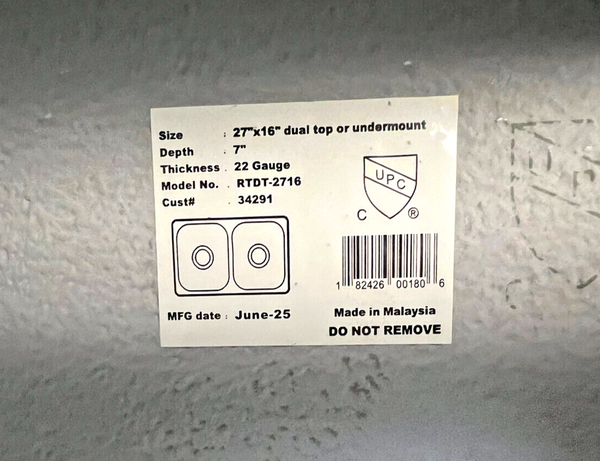 Size : 27"x16" dual top or undermount
Depth : 7"
Thickness . 22 Gauge
Model No. . RTDT-2716
Cust# . 34291
UPC
C ®
1 82426 00180 6
MFG date : June-25
Made in Malaysia
DO NOT REMOVE